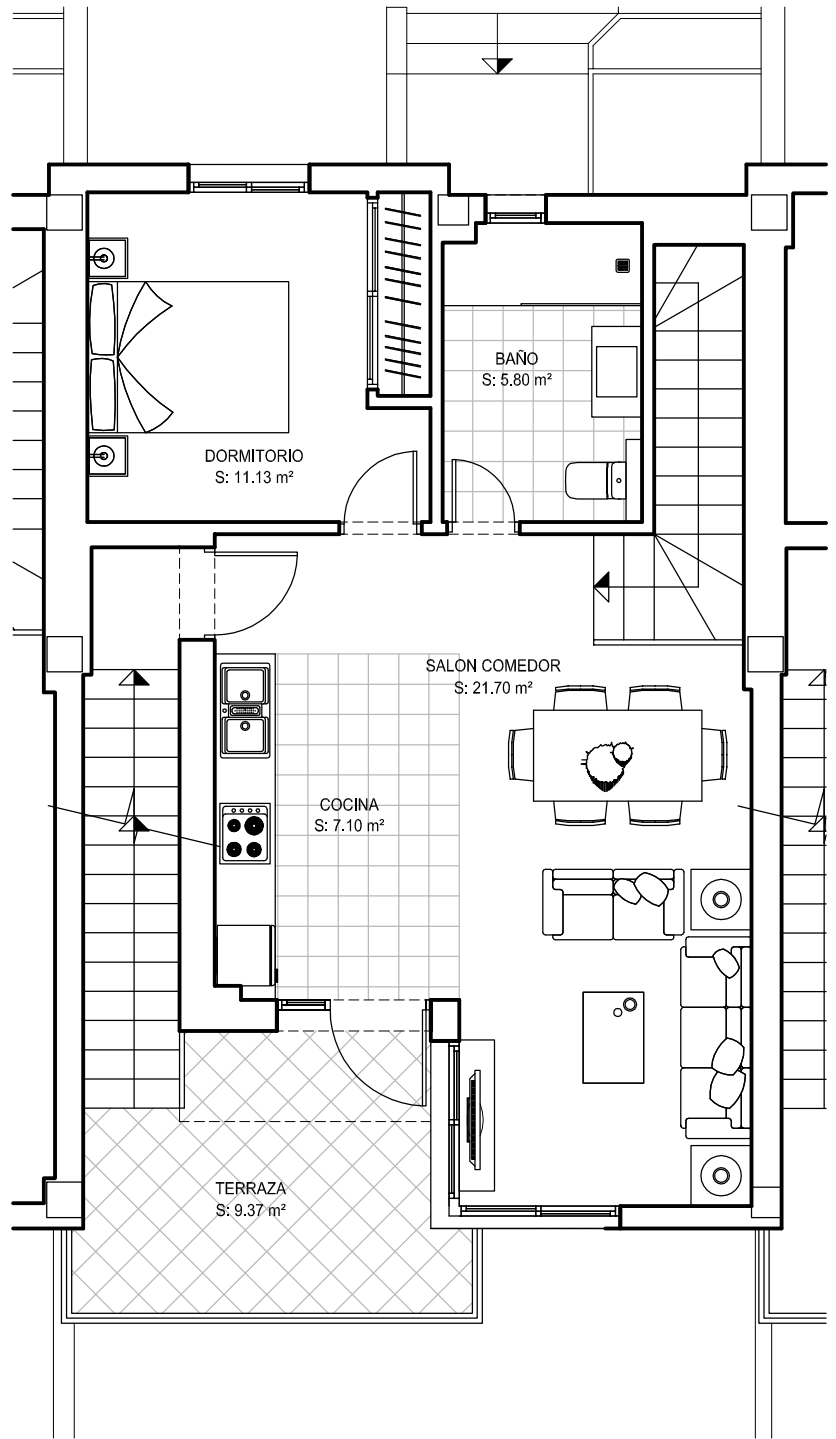 BAÑO
S: 5.80 m²
DORMITORIO
S: 11.13 m²
SALON COMEDOR
S: 21.70 m²
COCINA
S: 7.10 m²
TERRAZA
S: 9.37 m²